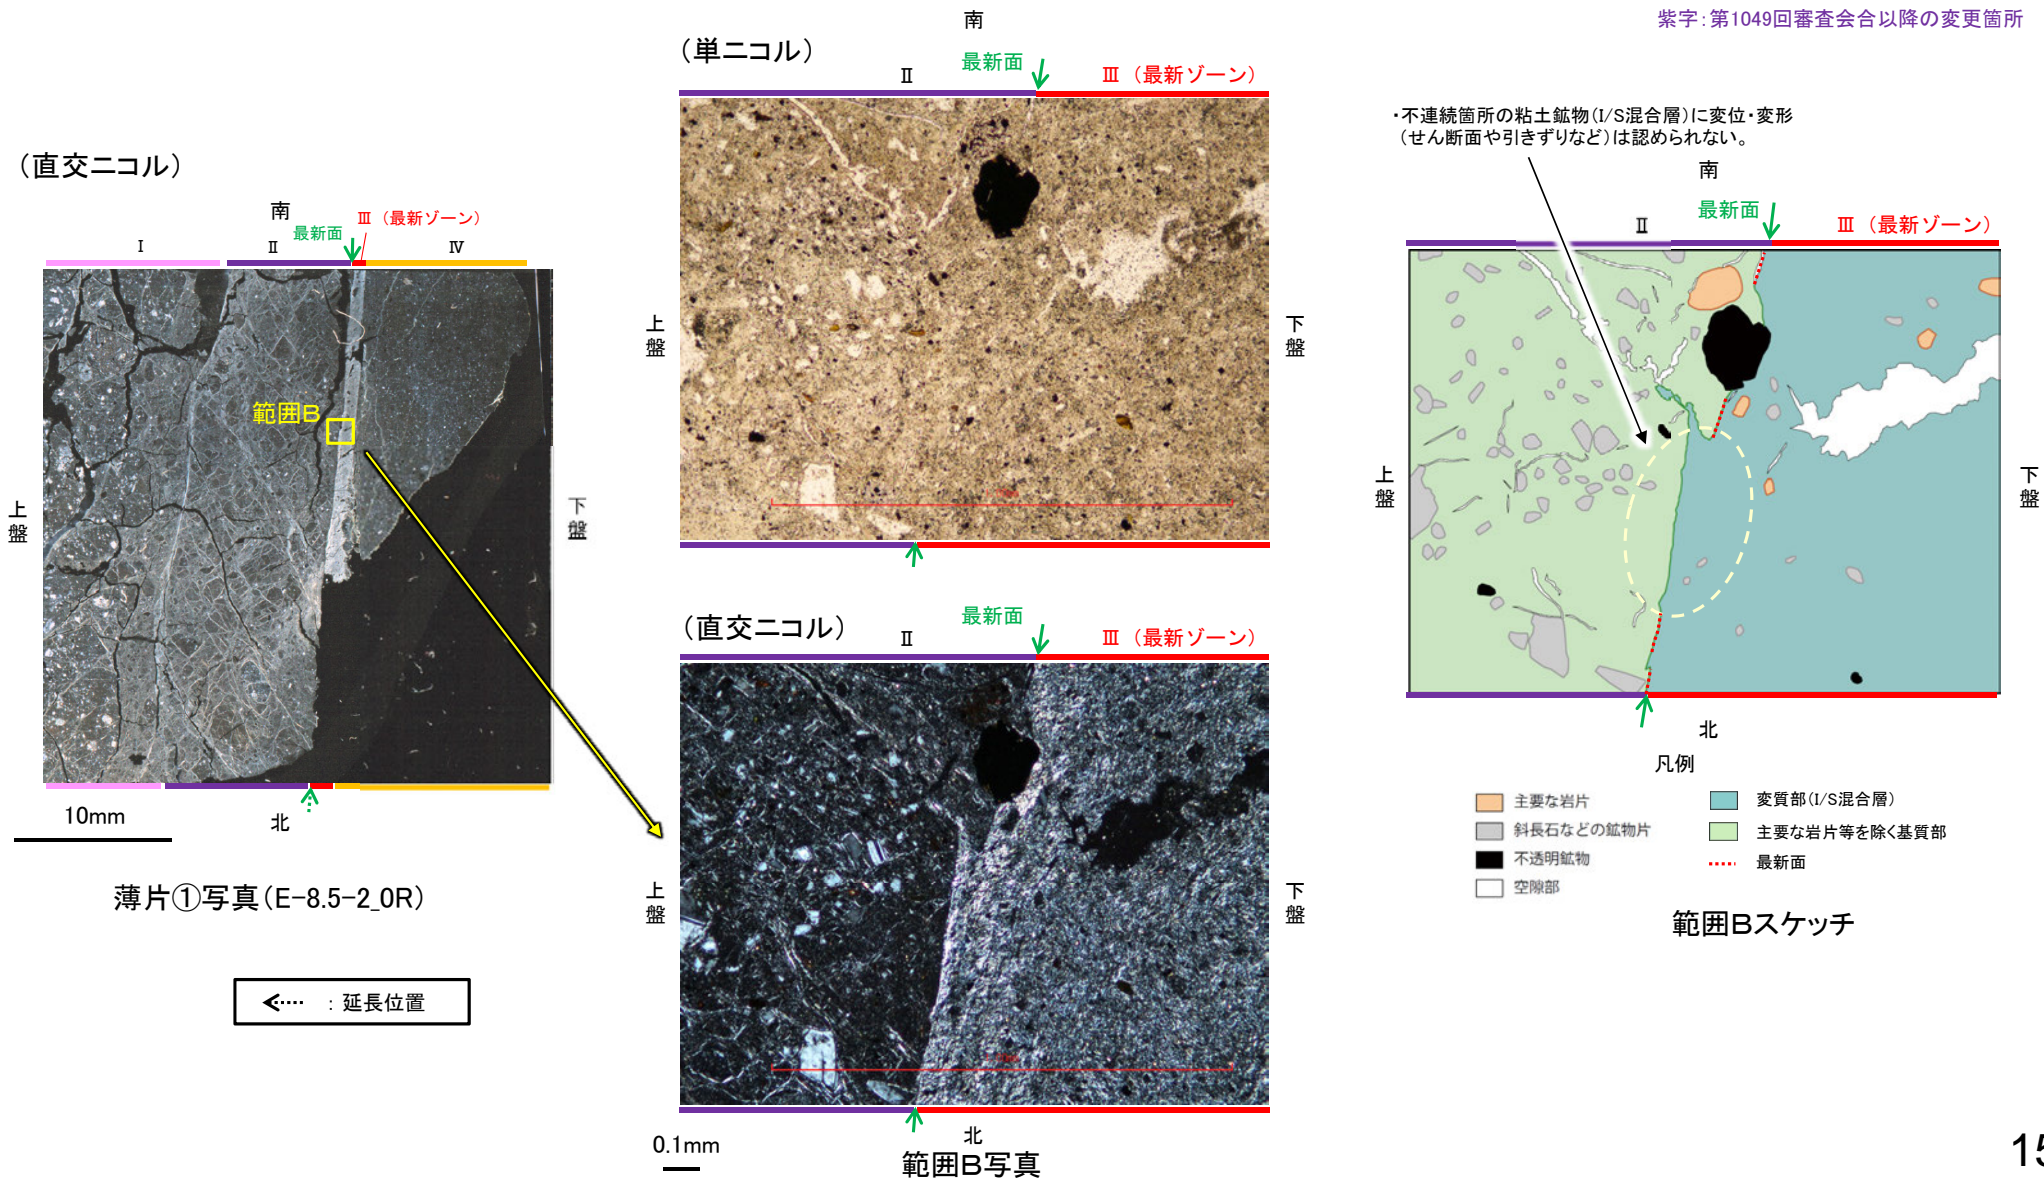 紫字：第1049回審査会合以降の変更箇所
（直交ニコル）
南
最新面
Ⅲ（最新ゾーン）
Ⅰ
Ⅱ
Ⅳ
上盤
範囲B
下盤
10mm
北
薄片①写真(E-8.5-2_0R)
：延長位置
（単ニコル）
南
最新面
Ⅱ
Ⅲ（最新ゾーン）
上盤
下盤
（直交ニコル）
最新面
Ⅱ
Ⅲ（最新ゾーン）
上盤
下盤
0.1mm
北
範囲B写真
・不連続箇所の粘土鉱物(I/S混合層)に変位・変形
（せん断面や引きずりなど）は認められない。
南
最新面
Ⅱ
Ⅲ（最新ゾーン）
上盤
下盤
北
凡例
主要な岩片
斜長石などの鉱物片
不透明鉱物
空隙部
変質部(I/S混合層)
主要な岩片等を除く基質部
最新面
範囲Bスケッチ